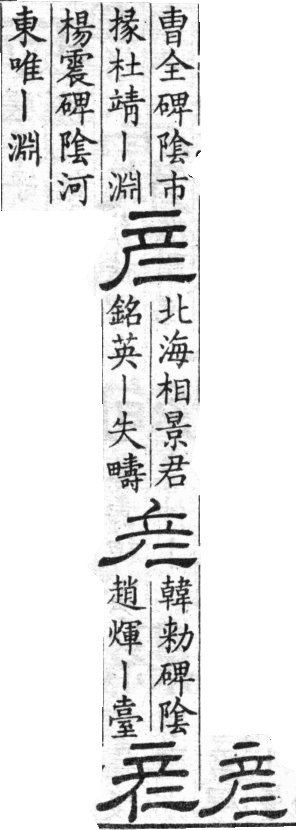 曹全碑陰市
掾杜靖丨淵
楊震碑陰河
東唯丨淵
彥
北海相景君
銘英丨失疇
彥
韓勑碑陰
趙煇丨臺
彥
彥